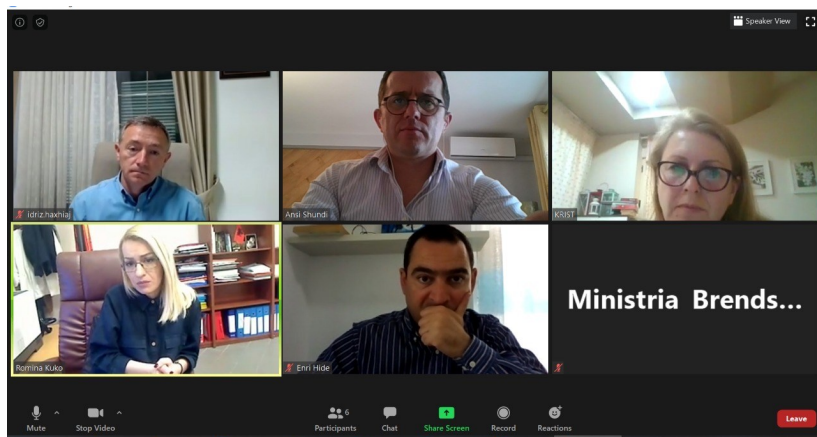 Speaker View
idriz.haxhiaj
Ansi Shundi
KRIST
Romina Kuko
Enri Hide
Ministria Brends...
Mute
Stop Video
6
Participants
Chat
Share Screen
Record
Reactions
Leave